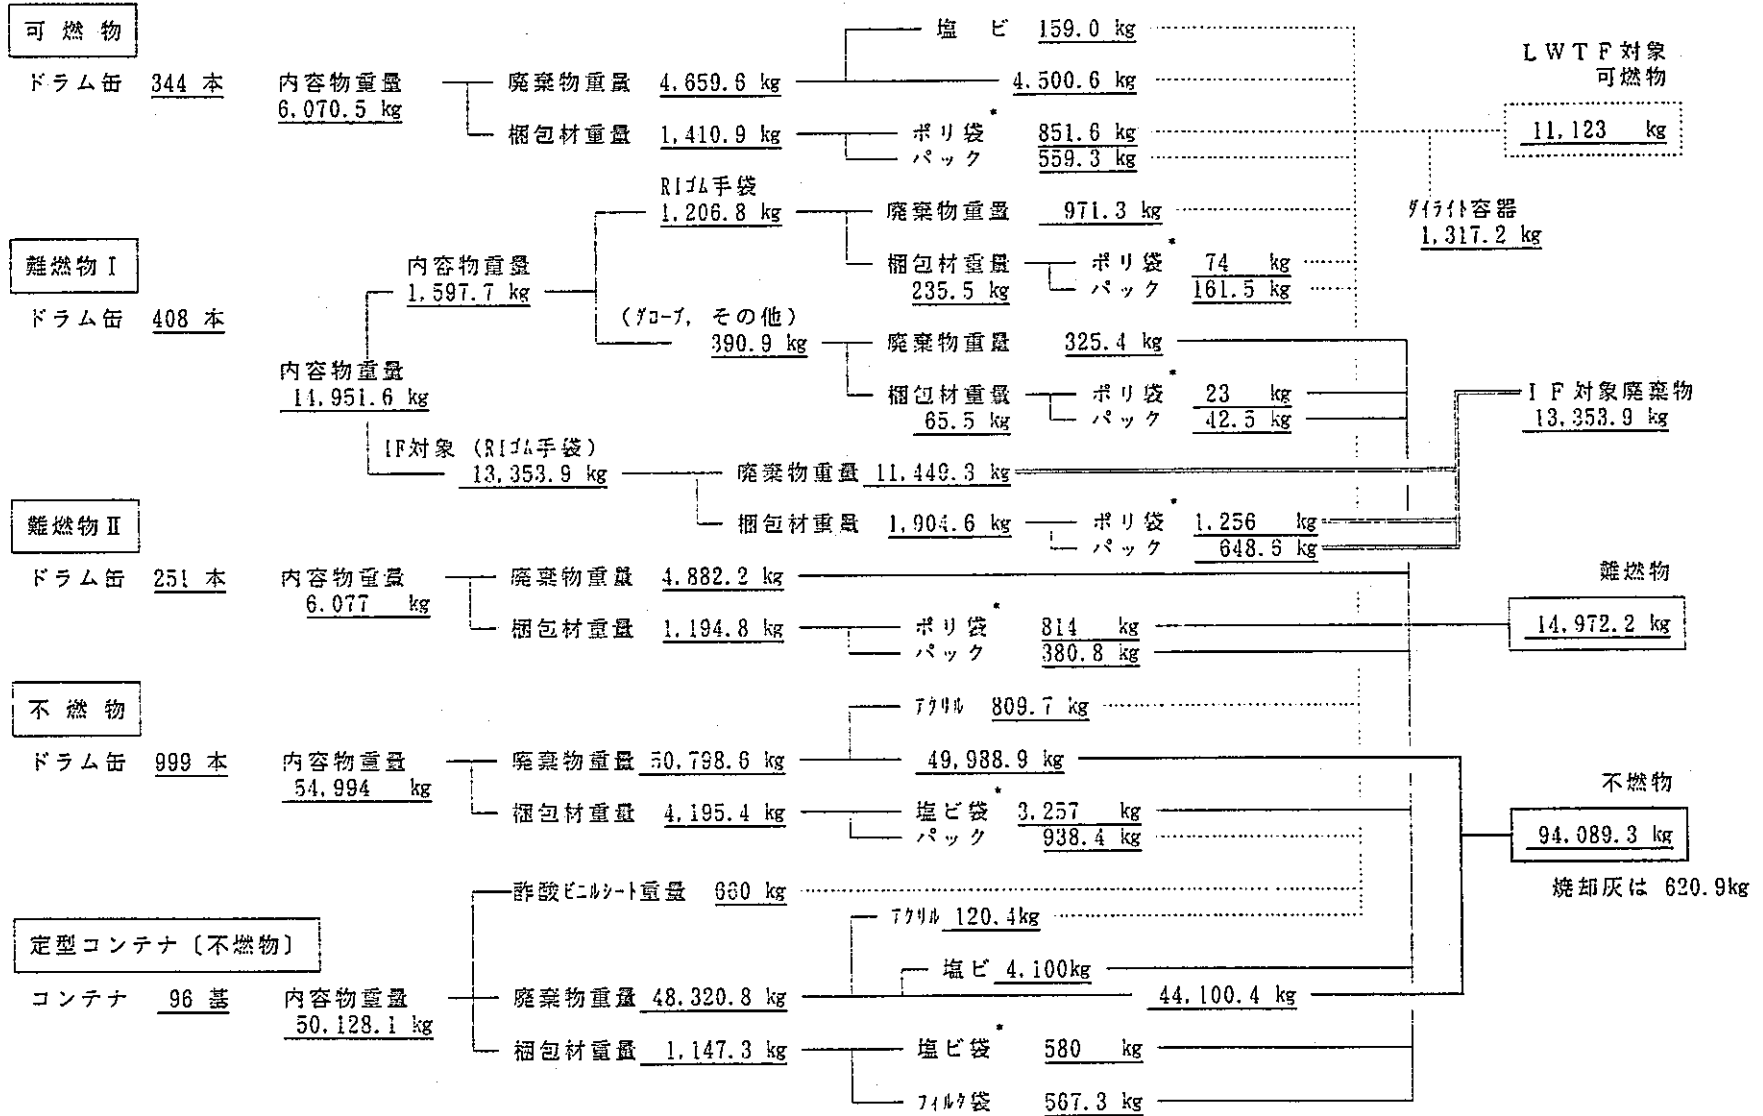 可燃物
塩ビ 159.0 kg
LWTF対象
可燃物
ドラム缶 344 本 内容物重量 廃棄物重量 4,659.6 kg 4,500.6 kg
6,070.5 kg
梱包材重量 1,410.9 kg ポリ袋* 851.6 kg 11,123 kg
パック 559.3 kg
RIゴム手袋
1,206.8 kg 廃棄物重量 971.3 kg ダイライト容器
1,317.2 kg
難燃物Ⅰ
内容物重量 梱包材重量 ポリ袋* 74 kg
1,597.7 kg 235.5 kg パック 161.5 kg
ドラム缶 408 本 (グローブ, その他)
390.9 kg 廃棄物重量 325.4 kg
内容物重量
14,951.6 kg 梱包材重量 ポリ袋* 23 kg IF対象廃棄物
65.5 kg パック 42.5 kg 13,353.9 kg
IF対象 (RIゴム手袋)
13,353.9 kg 廃棄物重量 11,449.3 kg
難燃物Ⅱ
梱包材重量 1,904.6 kg ポリ袋* 1,256 kg
パック 648.6 kg
ドラム缶 251 本 内容物重量 廃棄物重量 4,882.2 kg 難燃物
6,077 kg
梱包材重量 1,194.8 kg ポリ袋* 814 kg 14,972.2 kg
パック 380.8 kg
不燃物
アクリル 809.7 kg
ドラム缶 999 本 内容物重量 廃棄物重量 50,798.6 kg 49,988.9 kg
54,994 kg 不燃物
梱包材重量 4,195.4 kg 塩ビ袋* 3,257 kg
パック 938.4 kg 94,089.3 kg
酢酸ビニルシート重量 660 kg 焼却灰は 620.9kg
アクリル 120.4kg
定型コンテナ〔不燃物〕
塩ビ 4,100kg
コンテナ 96 基 内容物重量 廃棄物重量 48,320.8 kg 44,100.4 kg
50,128.1 kg
梱包材重量 1,147.3 kg 塩ビ袋* 580 kg
フィルタ袋 567.3 kg